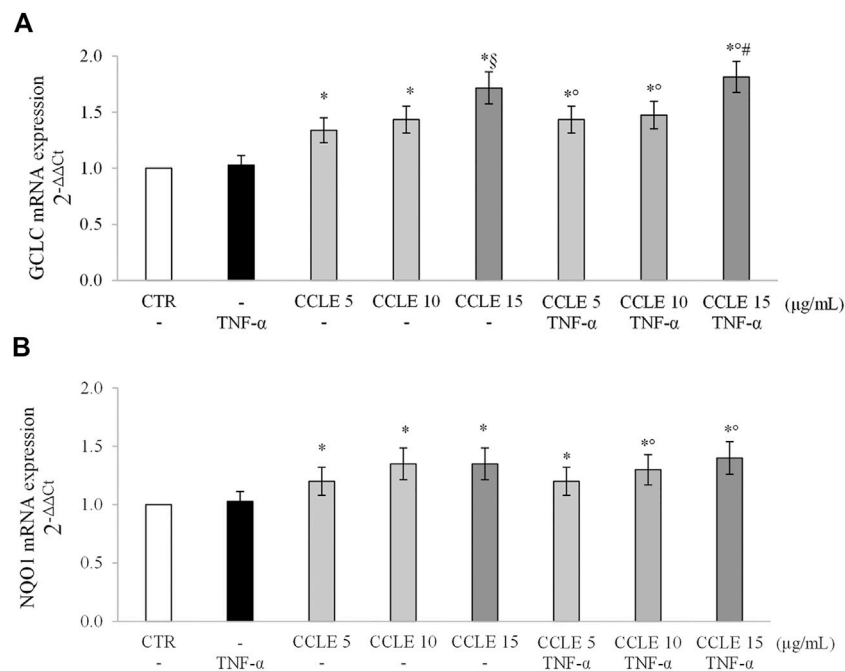 A
GCLC mRNA expression
2-ΔΔCt
2.0
1.5
1.0
0.5
0.0
*
*
*§
*°
*°
*°#
CTR - CCLE 5 CCLE 10 CCLE 15 CCLE 5 CCLE 10 CCLE 15 (µg/mL)
- TNF-α - - - TNF-α TNF-α TNF-α
B
NQO1 mRNA expression
2-ΔΔCt
2.0
1.5
1.0
0.5
0.0
*
*
*
*
*°
*°
CTR - CCLE 5 CCLE 10 CCLE 15 CCLE 5 CCLE 10 CCLE 15 (µg/mL)
- TNF-α - - - TNF-α TNF-α TNF-α